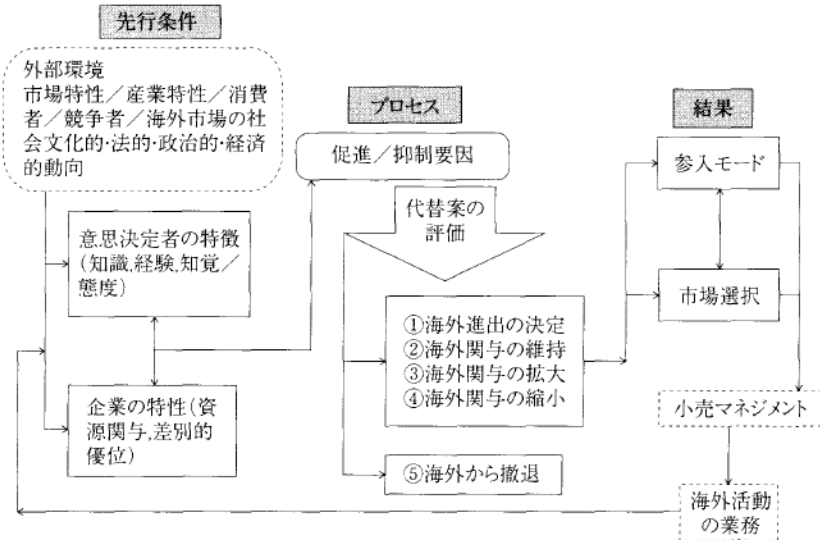 先行条件
外部環境
市場特性／産業特性／消費
者／競争者／海外市場の社
会文化的・法的・政治的・経済
的動向
意思決定者の特徴
(知識,経験,知覚／
態度)
企業の特性(資
源関与,差別的
優位)
プロセス
促進／抑制要因
代替案の
評価
①海外進出の決定
②海外関与の維持
③海外関与の拡大
④海外関与の縮小
⑤海外から撤退
結果
参入モード
市場選択
小売マネジメント
海外活動
の業務